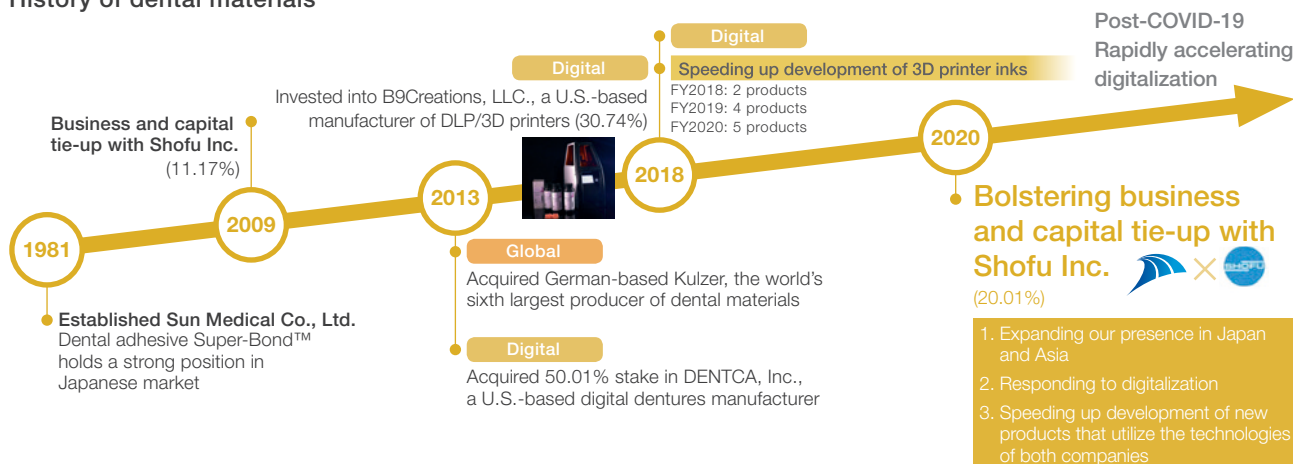 History of dental materials
1981
Established Sun Medical Co., Ltd.
Dental adhesive Super-Bond™
holds a strong position in
Japanese market
Business and capital
tie-up with Shofu Inc.
(11.17%)
2009
2013
Global
Acquired German-based Kulzer, the world's
sixth largest producer of dental materials
Digital
Acquired 50.01% stake in DENTCA, Inc.,
a U.S.-based digital dentures manufacturer
Digital
Invested into B9Creations, LLC., a U.S.-based
manufacturer of DLP/3D printers (30.74%)
Digital
Speeding up development of 3D printer inks
FY2018: 2 products
FY2019: 4 products
FY2020: 5 products
2018
2020
Bolstering business
and capital tie-up with
Shofu Inc.
SHOFU
(20.01%)
1. Expanding our presence in Japan
and Asia
2. Responding to digitalization
3. Speeding up development of new
products that utilize the technologies
of both companies
Post-COVID-19
Rapidly accelerating
digitalization